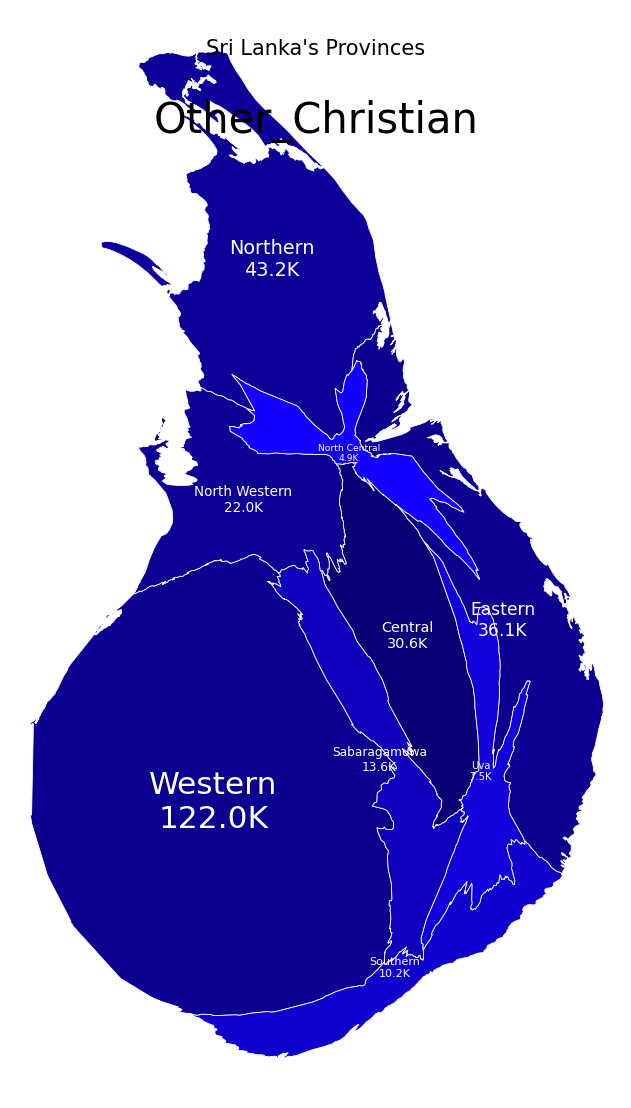 Sri Lanka's Provinces
Other_Christian
Northern
43.2K
North Central
4.9K
North Western
22.0K
Eastern
36.1K
Central
30.6K
Sabaragamuwa
13.6K
Uva
7.5K
Western
122.0K
Southern
10.2K